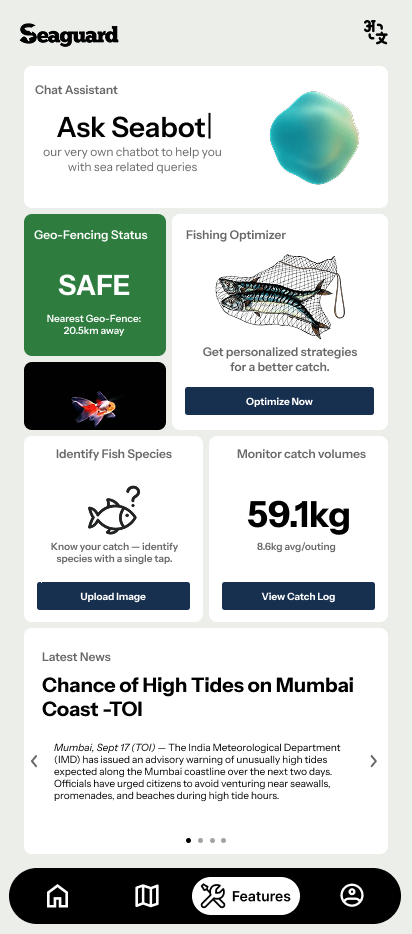 Seaguard
अ 文
Chat Assistant
Ask Seabot|
our very own chatbot to help you
with sea related queries
Geo-Fencing Status
SAFE
Nearest Geo-Fence:
20.5km away
Fishing Optimizer
Get personalized strategies
for a better catch.
Optimize Now
Identify Fish Species
?
Know your catch — identify
species with a single tap.
Upload Image
Monitor catch volumes
59.1kg
8.6kg avg/outing
View Catch Log
Latest News
Chance of High Tides on Mumbai
Coast -TOI
Mumbai, Sept 17 (TOI) — The India Meteorological Department
(IMD) has issued an advisory warning of unusually high tides
expected along the Mumbai coastline over the next two days.
Officials have urged citizens to avoid venturing near seawalls,
promenades, and beaches during high tide hours.
Features